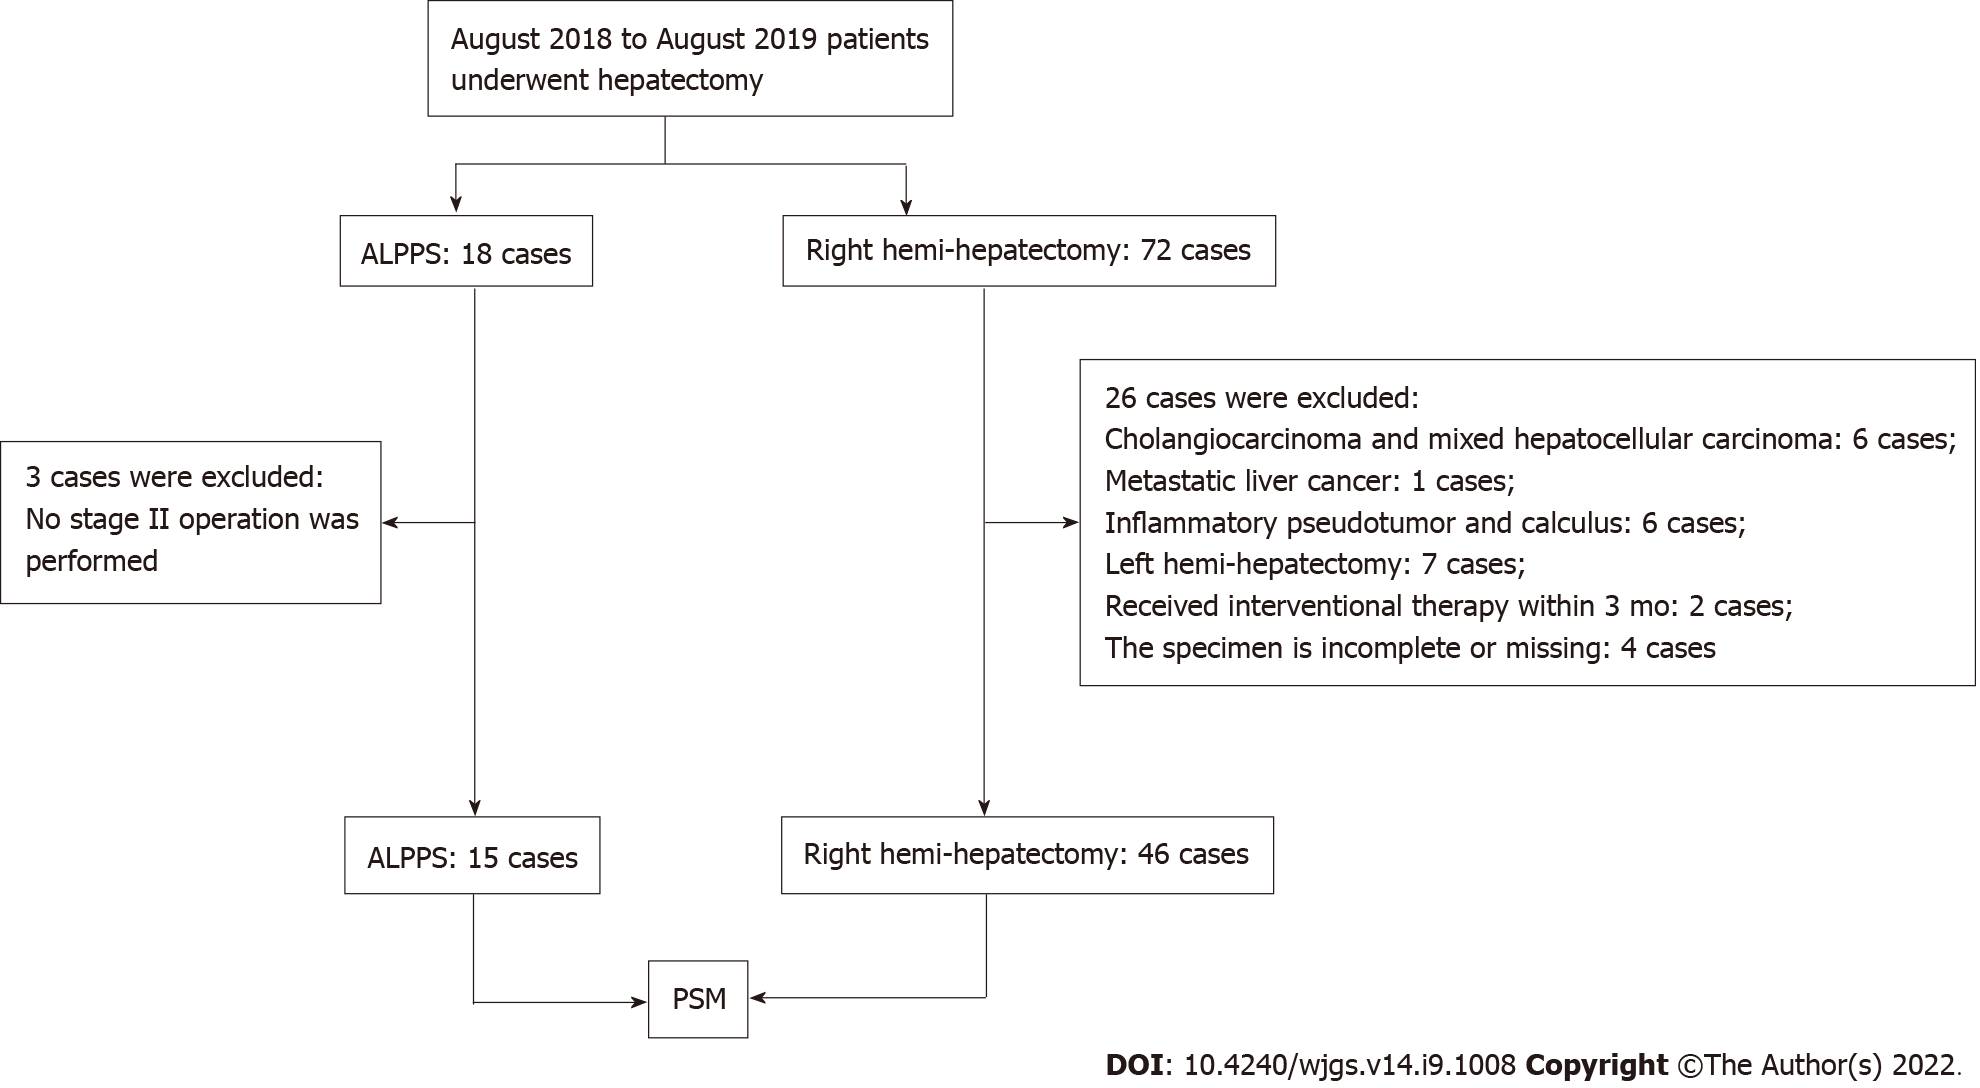 August 2018 to August 2019 patients
underwent hepatectomy
ALPPS: 18 cases
Right hemi-hepatectomy: 72 cases
3 cases were excluded:
No stage II operation was
performed
26 cases were excluded:
Cholangiocarcinoma and mixed hepatocellular carcinoma: 6 cases;
Metastatic liver cancer: 1 cases;
Inflammatory pseudotumor and calculus: 6 cases;
Left hemi-hepatectomy: 7 cases;
Received interventional therapy within 3 mo: 2 cases;
The specimen is incomplete or missing: 4 cases
ALPPS: 15 cases
Right hemi-hepatectomy: 46 cases
PSM
DOI: 10.4240/wjgs.v14.i9.1008 Copyright ©The Author(s) 2022.